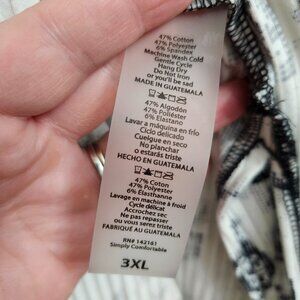 47% Cotton
47% Polyester
6% Spandex
Machine Wash Cold
Gentle Cycle
Hang Dry
Do Not Iron
or you'll be sad
MADE IN GUATEMALA
47% Algodón
47% Poliéster
6% Elastano
Lavar a máquina en frío
Ciclo delicado
Cuelgue en seco
No planchar
o estarás triste
HECHO EN GUATEMALA
47% Coton
47% Polyester
6% Élasthanne
Lavage en machine à froid
Cycle délicat
Accrochez sec
Ne pas repasser
ou vous serez triste
FABRIQUÉ AU GUATEMALA
RN# 142161
Simply Comfortable
3XL